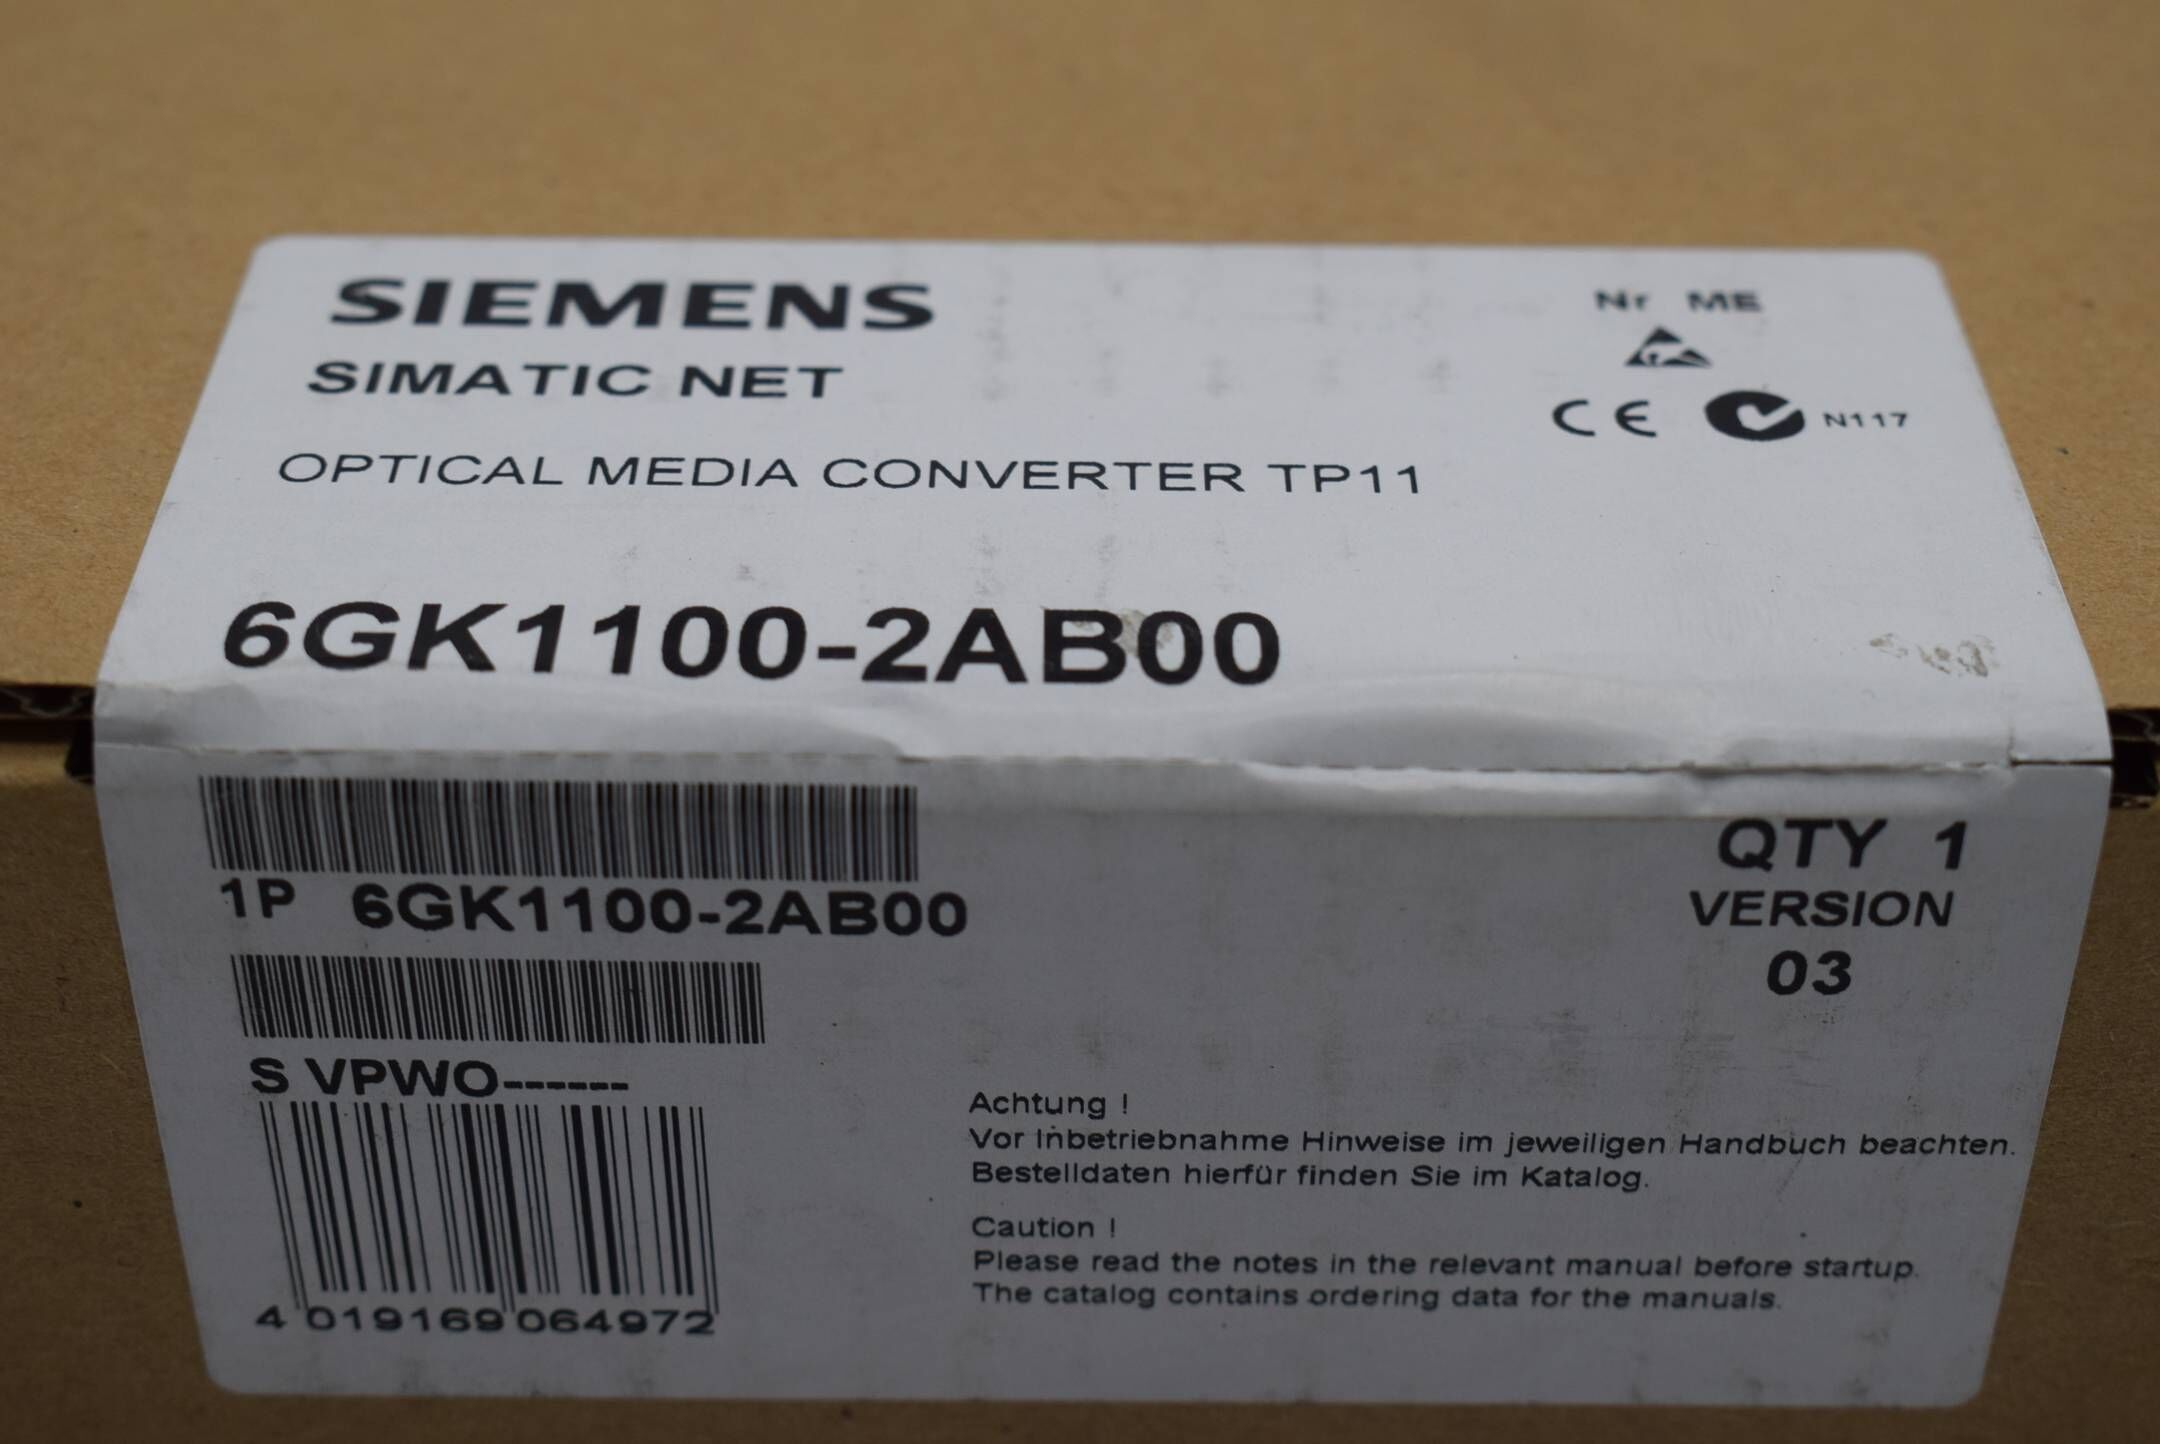 SIEMENS
SIMATIC NET
OPTICAL MEDIA CONVERTER TP11
6GK1100-2AB00
Nr ME
CE N117
1P 6GK1100-2AB00
S VPWO------
4 019169 064972
QTY 1
VERSION
03
Achtung !
Vor Inbetriebnahme Hinweise im jeweiligen Handbuch beachten.
Bestelldaten hierfür finden Sie im Katalog.
Caution !
Please read the notes in the relevant manual before startup.
The catalog contains ordering data for the manuals.